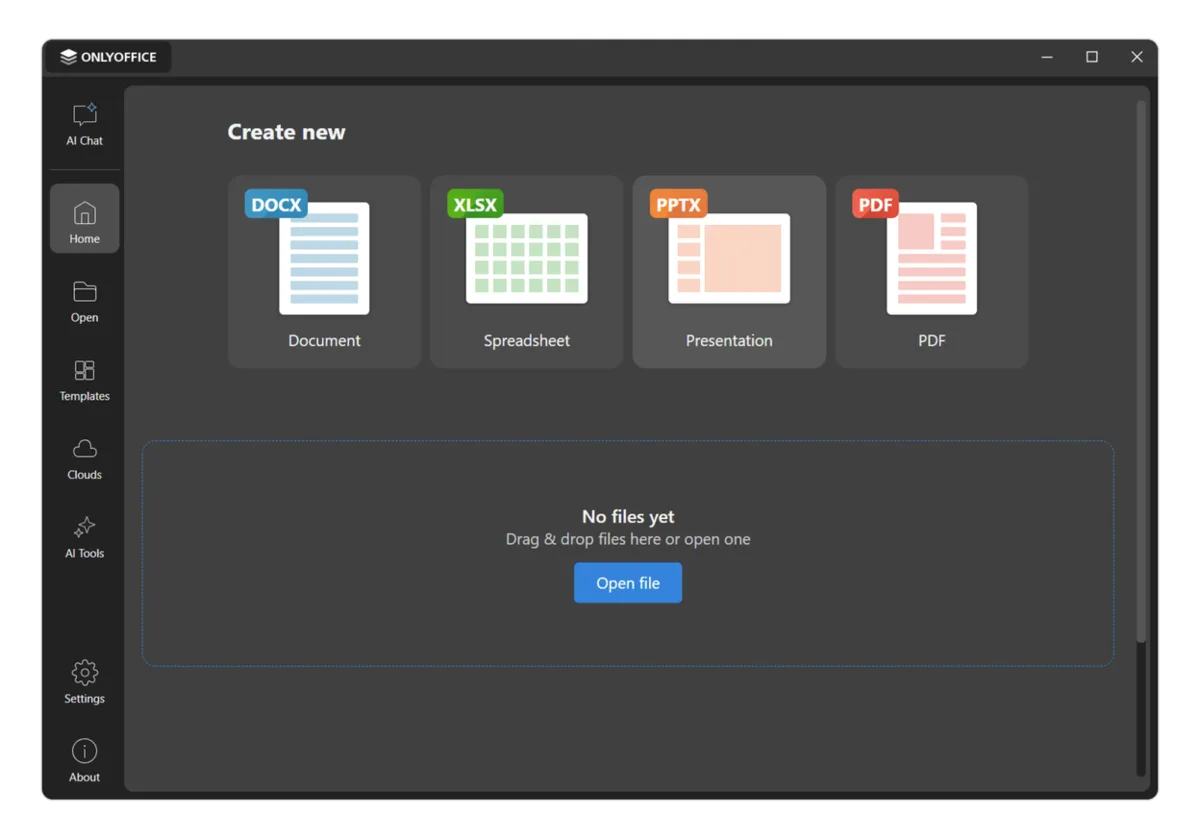 ONLYOFFICE
AI Chat
Home
Open
Templates
Clouds
AI Tools
Settings
About
Create new
DOCX
Document
XLSX
Spreadsheet
PPTX
Presentation
PDF
PDF
No files yet
Drag & drop files here or open one
Open file